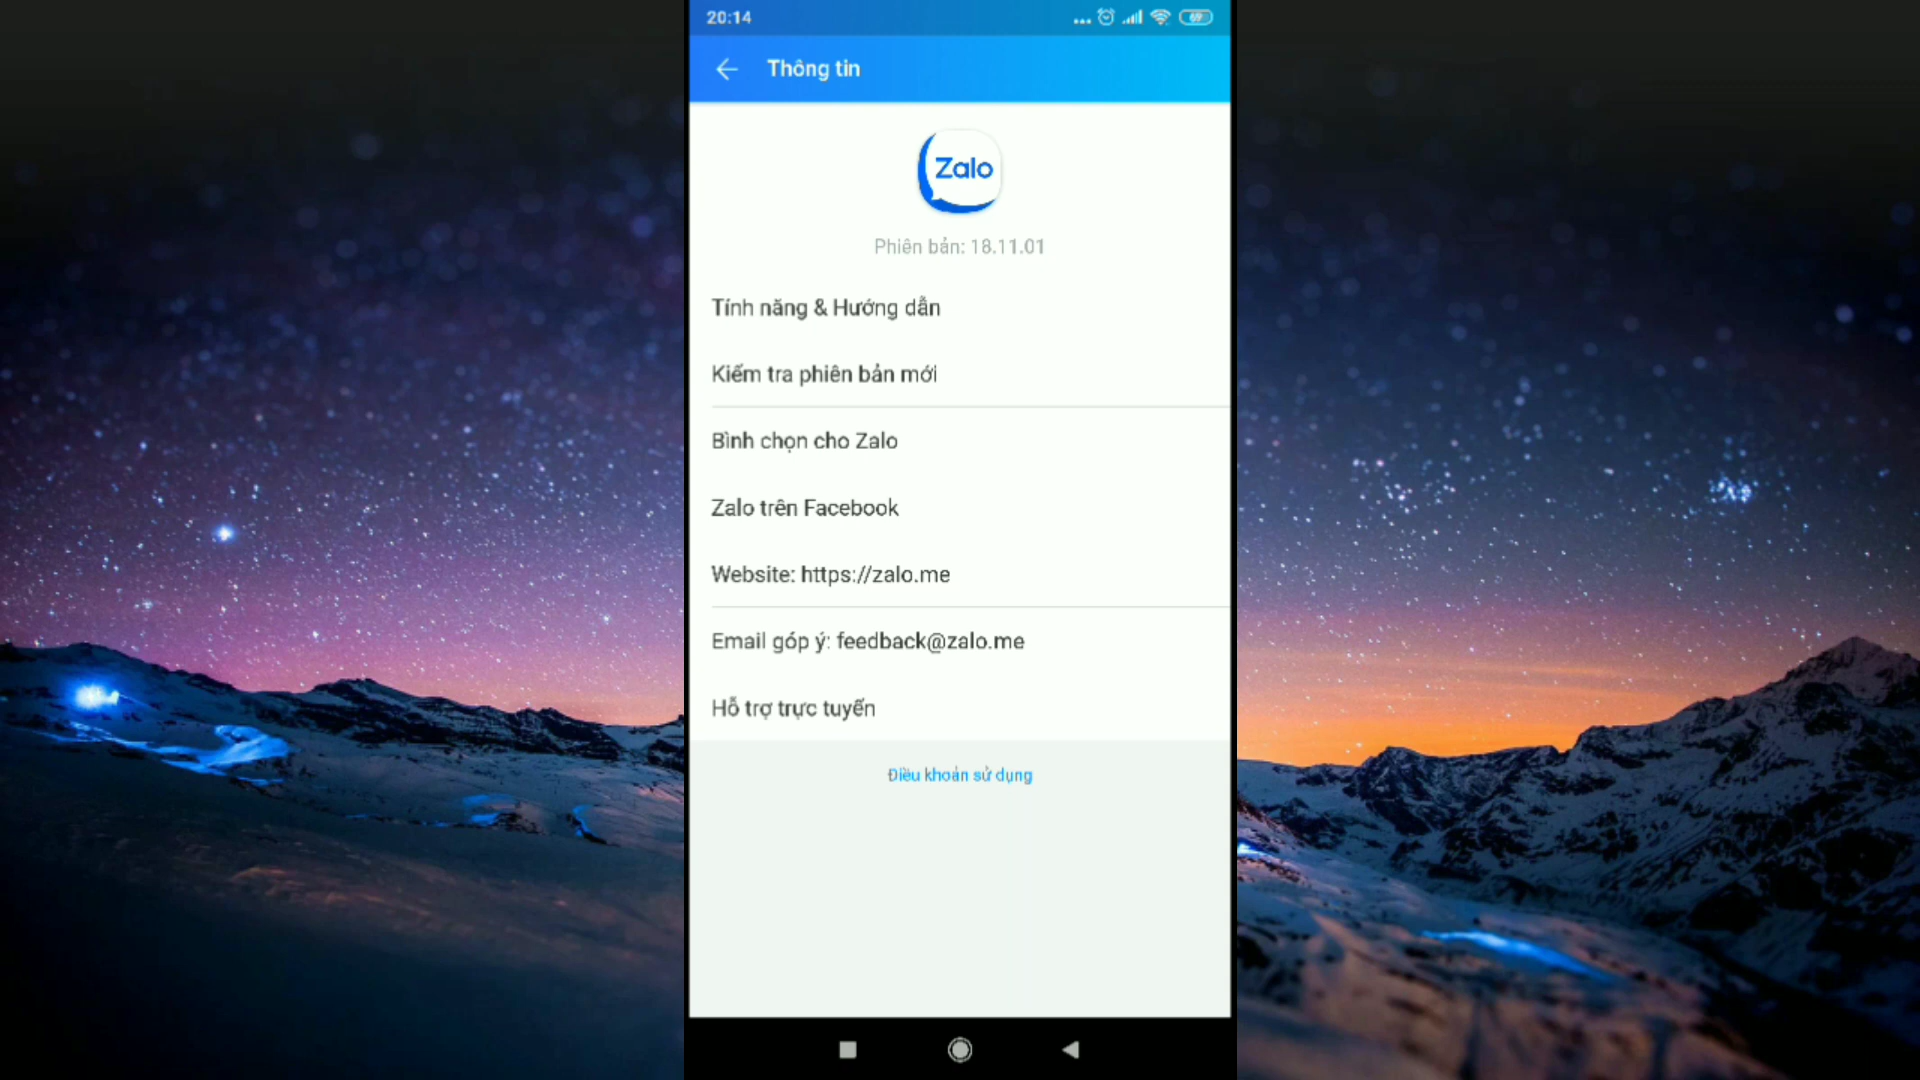 20:14
69
Thông tin
Zalo
Phiên bản: 18.11.01
Tính năng & Hướng dẫn
Kiểm tra phiên bản mới
Bình chọn cho Zalo
Zalo trên Facebook
Website: https://zalo.me
Email góp ý: feedback@zalo.me
Hỗ trợ trực tuyến
Điều khoản sử dụng